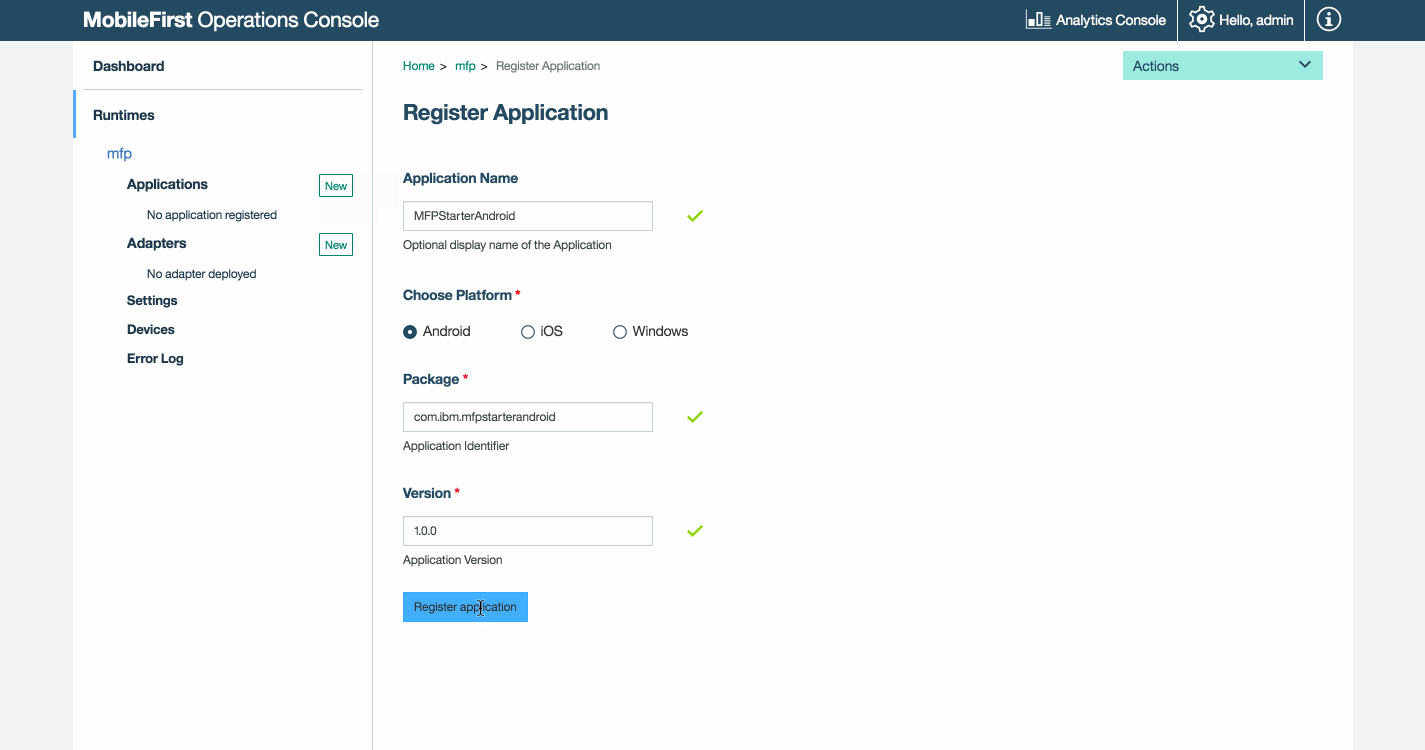 MobileFirst Operations Console
Analytics Console
Hello, admin
Dashboard
Runtimes
mfp
Applications
New
No application registered
Adapters
New
No adapter deployed
Settings
Devices
Error Log
Home > mfp > Register Application
Actions
Register Application
Application Name
MFPStarterAndroid
Optional display name of the Application
Choose Platform *
Android iOS Windows
Package *
com.ibm.mfpstarterandroid
Application Identifier
Version *
1.0.0
Application Version
Register application